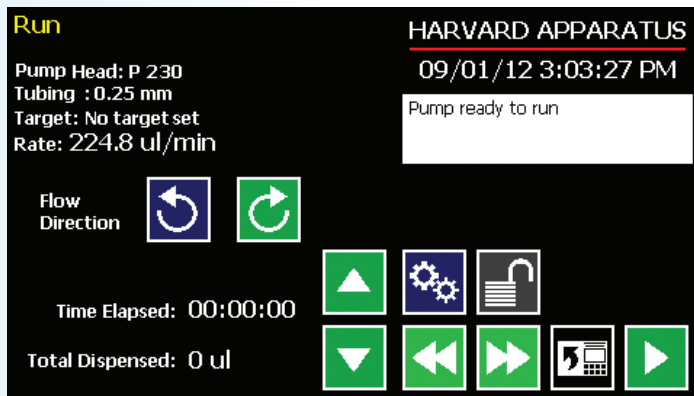 Run
HARVARD APPARATUS
09/01/12 3:03:27 PM
Pump Head: P 230
Tubing : 0.25 mm
Target: No target set
Rate: 224.8 ul/min
Pump ready to run
Flow
Direction
Time Elapsed: 00:00:00
Total Dispensed: 0 ul